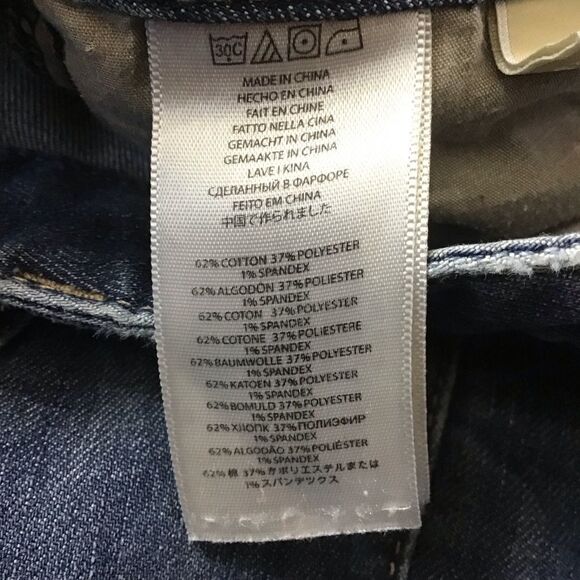 30C
MADE IN CHINA
HECHO EN CHINA
FAIT EN CHINE
FATTO NELLA CINA
GEMACHT IN CHINA
GEMAAKTE IN CHINA
LAVE I KINA
СДЕЛАННЫЙ В ФАРФОРЕ
FEITO EM CHINA
中国で作られました
62% COTTON 37% POLYESTER
1% SPANDEX
62% ALGODÓN 37% POLIESTER
1% SPANDEX
62% COTON 37% POLYESTER
1% SPANDEX
62% COTONE 37% POLIESTERE
1% SPANDEX
62% BAUMWOLLE 37% POLYESTER
1% SPANDEX
62% KATOEN 37% POLYESTER
1% SPANDEX
62% BOMULD 37% POLYESTER
1% SPANDEX
62% ХЛОПК 37% ПОЛИЭФИР
1% SPANDEX
62% ALGODÃO 37% POLYESTER
1% SPANDEX
62% 棉 37% かポリエステルまたは
1% スパンデックス